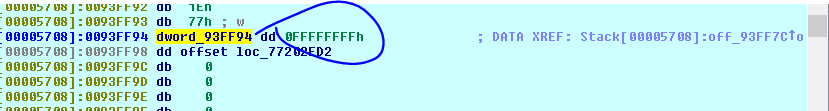 [00005708]:0093FF92 db 1Eh
[00005708]:0093FF93 db 77h ; w
[00005708]:0093FF94 dword_93FF94 dd 0FFFFFFFFh ; DATA XREF: Stack[00005708]:off_93FF7C↑o
[00005708]:0093FF98 dd offset loc_77202ED2
[00005708]:0093FF9C db 0
[00005708]:0093FF9D db 0
[00005708]:0093FF9E db 0